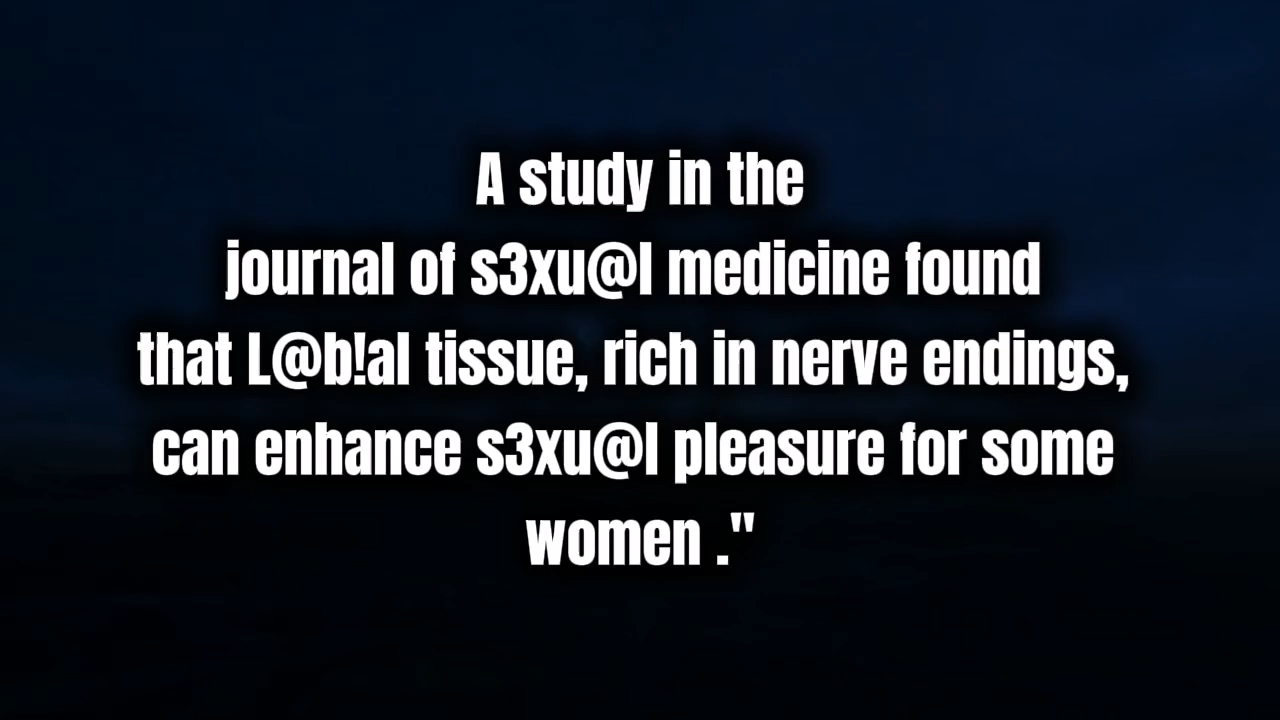 A study in the
journal of s3xu@l medicine found
that L@b!al tissue, rich in nerve endings,
can enhance s3xu@l pleasure for some
women ."